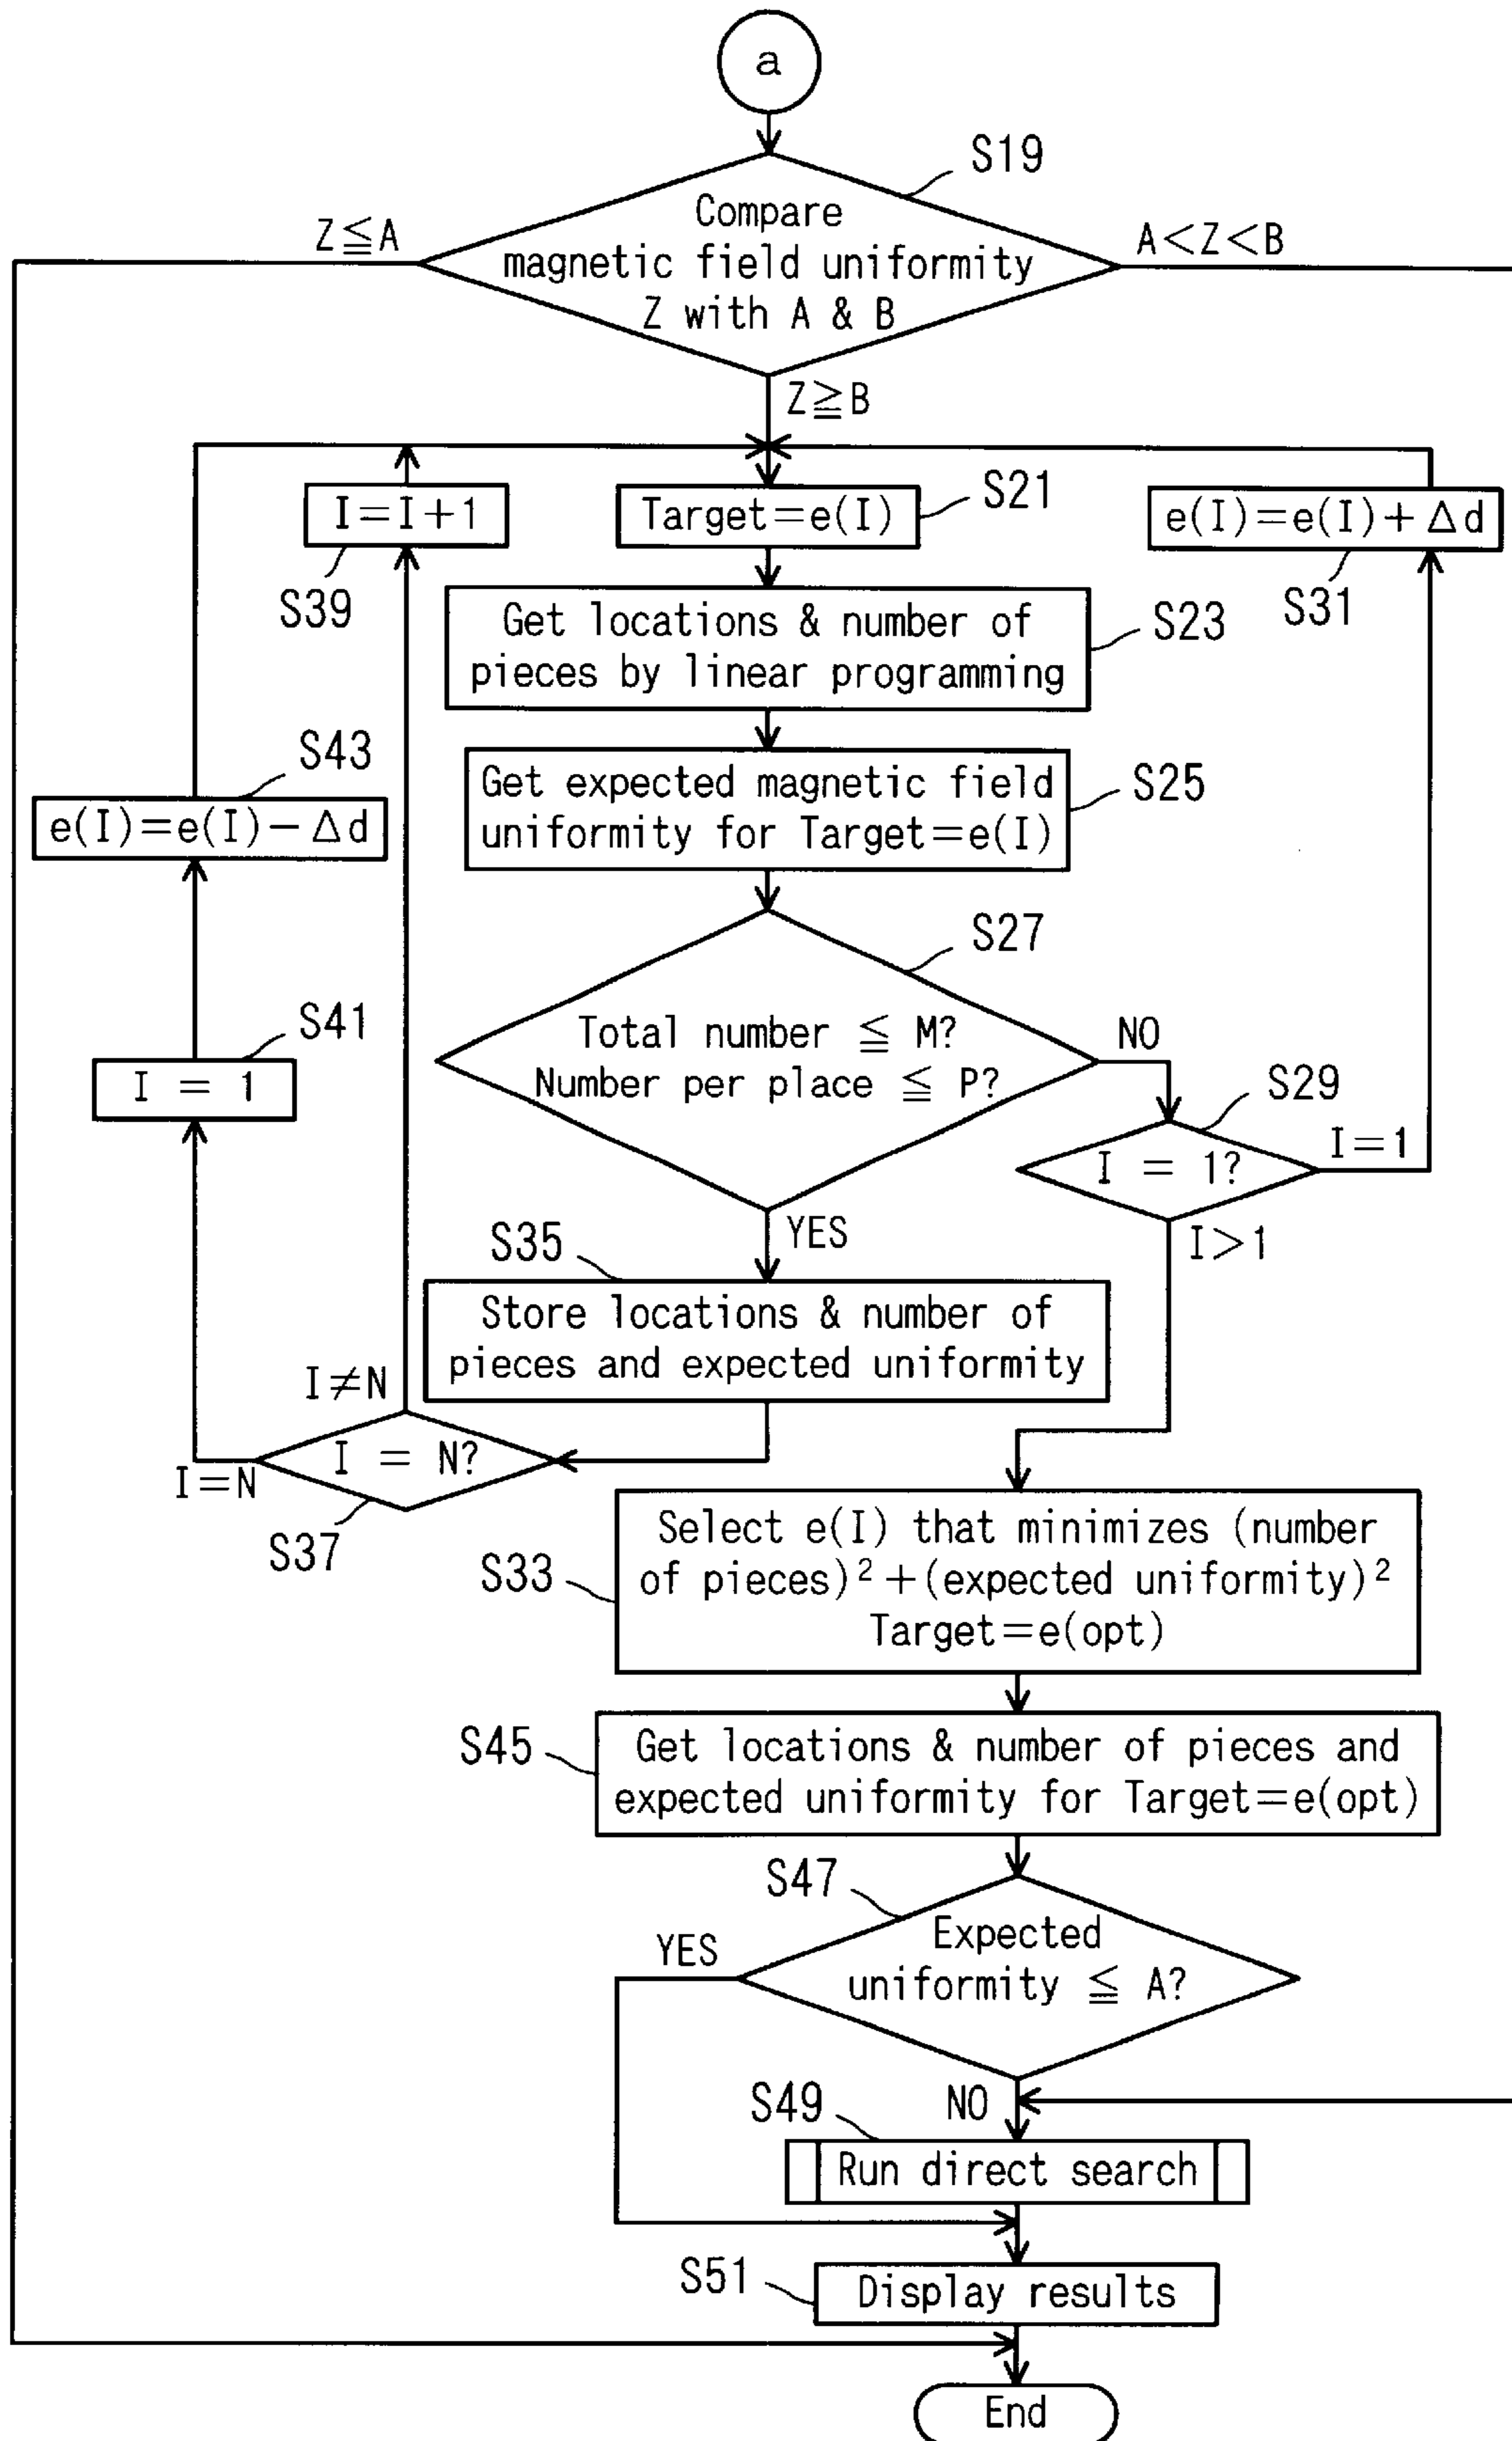 a
S19
Compare
magnetic field uniformity
Z with A & B
Z≦A
A<Z<B
Z≧B
I=I+1
S39
Target=e(I)
S21
e(I)=e(I)+Δd
S31
Get locations & number of
pieces by linear programming
S23
S43
e(I)=e(I)-Δd
Get expected magnetic field
uniformity for Target=e(I)
S25
S27
Total number ≦ M?
Number per place ≦ P?
NO
S41
I = 1
S29
I = 1?
I=1
I>1
YES
S35
Store locations & number of
pieces and expected uniformity
I≠N
I = N?
I=N
S37
S33
Select e(I) that minimizes (number
of pieces)²+(expected uniformity)²
Target=e(opt)
S45
Get locations & number of pieces and
expected uniformity for Target=e(opt)
S47
Expected
uniformity ≦ A?
YES
NO
S49
Run direct search
S51
Display results
End